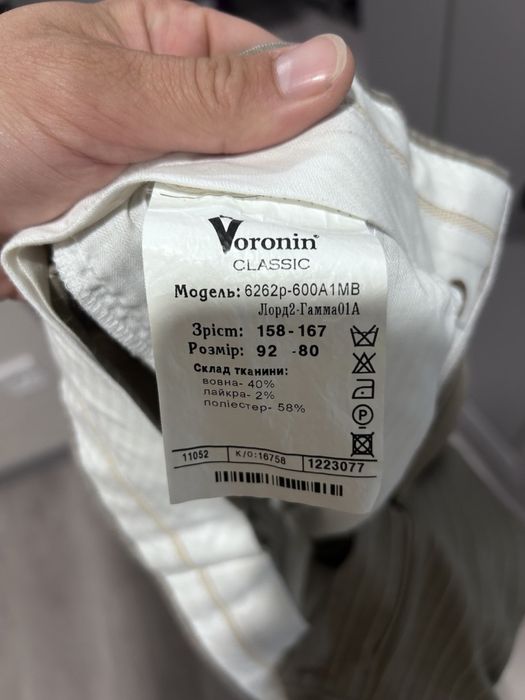 Voronin®
CLASSIC
Модель: 6262р-600А1МВ
Лорд2-Гамма01А
Зріст: 158-167
Розмір: 92 -80
Склад тканини:
вовна- 40%
лайкра- 2%
поліестер- 58%
P
11052 К/О:16758 1223077